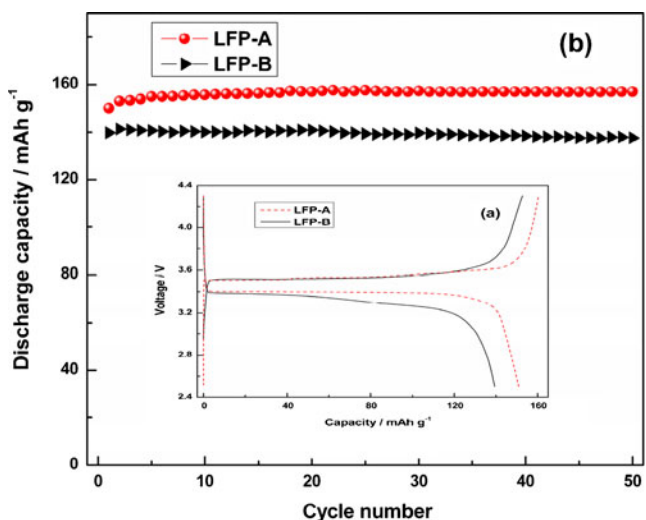 LFP-A
LFP-B
(b)
Discharge capacity / mAh g⁻¹
200
160
120
80
40
0
0
10
20
30
40
50
Cycle number
LFP-A
LFP-B
(a)
Voltage / V
4.4
3.6
3.2
2.8
2.4
0
40
80
120
160
Capacity / mAh g⁻¹